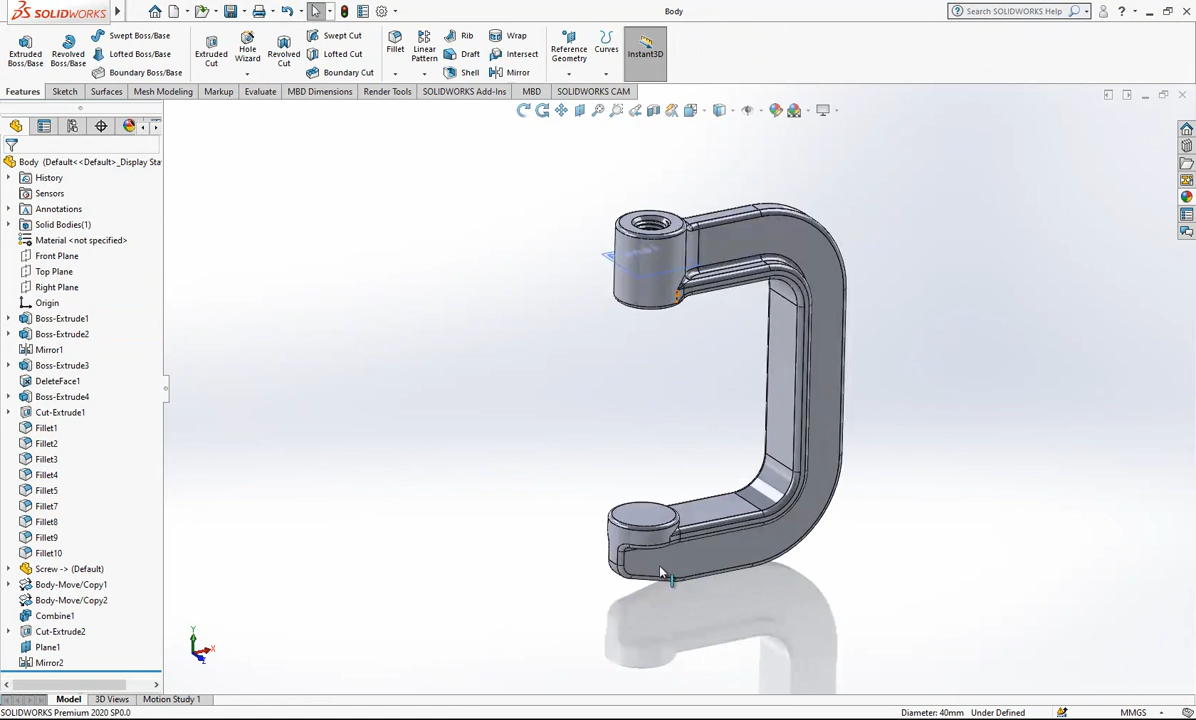 SOLIDWORKS
Body
Search SOLIDWORKS Help
Extruded Boss/Base
Revolved Boss/Base
Swept Boss/Base
Lofted Boss/Base
Boundary Boss/Base
Extruded Cut
Hole Wizard
Revolved Cut
Swept Cut
Lofted Cut
Boundary Cut
Fillet
Linear Pattern
Rib
Draft
Shell
Wrap
Intersect
Mirror
Reference Geometry
Curves
Instant3D
Features
Sketch
Surfaces
Mesh Modeling
Markup
Evaluate
MBD Dimensions
Render Tools
SOLIDWORKS Add-Ins
MBD
SOLIDWORKS CAM
Body (Default<<Default>_Display Sta
History
Sensors
Annotations
Solid Bodies(1)
Material <not specified>
Front Plane
Top Plane
Right Plane
Origin
Boss-Extrude1
Boss-Extrude2
Mirror1
Boss-Extrude3
DeleteFace1
Boss-Extrude4
Cut-Extrude1
Fillet1
Fillet2
Fillet3
Fillet4
Fillet5
Fillet7
Fillet8
Fillet9
Fillet10
Screw -> (Default)
Body-Move/Copy1
Body-Move/Copy2
Combine1
Cut-Extrude2
Plane1
Mirror2
Y
X
Z
Model
3D Views
Motion Study 1
SOLIDWORKS Premium 2020 SP0.0
Diameter: 40mm
Under Defined
MMGS